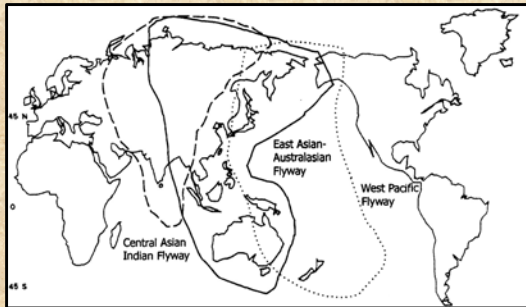 45 N
East Asian-
Australasian
Flyway
West Pacific
Flyway
0
Central Asian
Indian Flyway
45 S